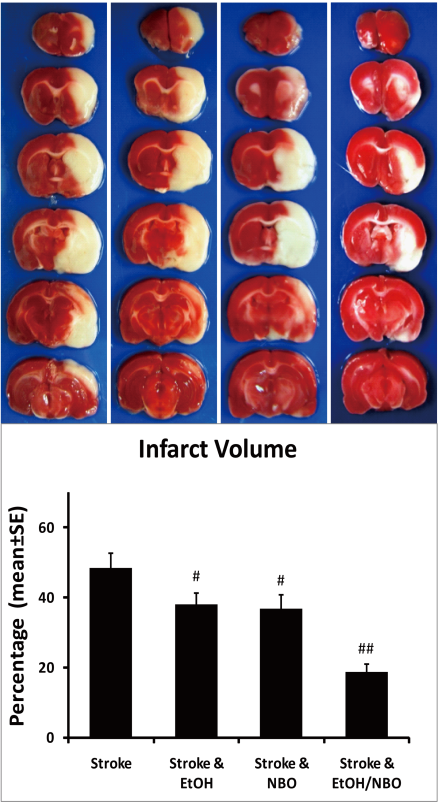 Infarct Volume
Percentage (mean±SE)
60
40
20
0
#
#
##
Stroke
Stroke &
EtOH
Stroke &
NBO
Stroke &
EtOH/NBO